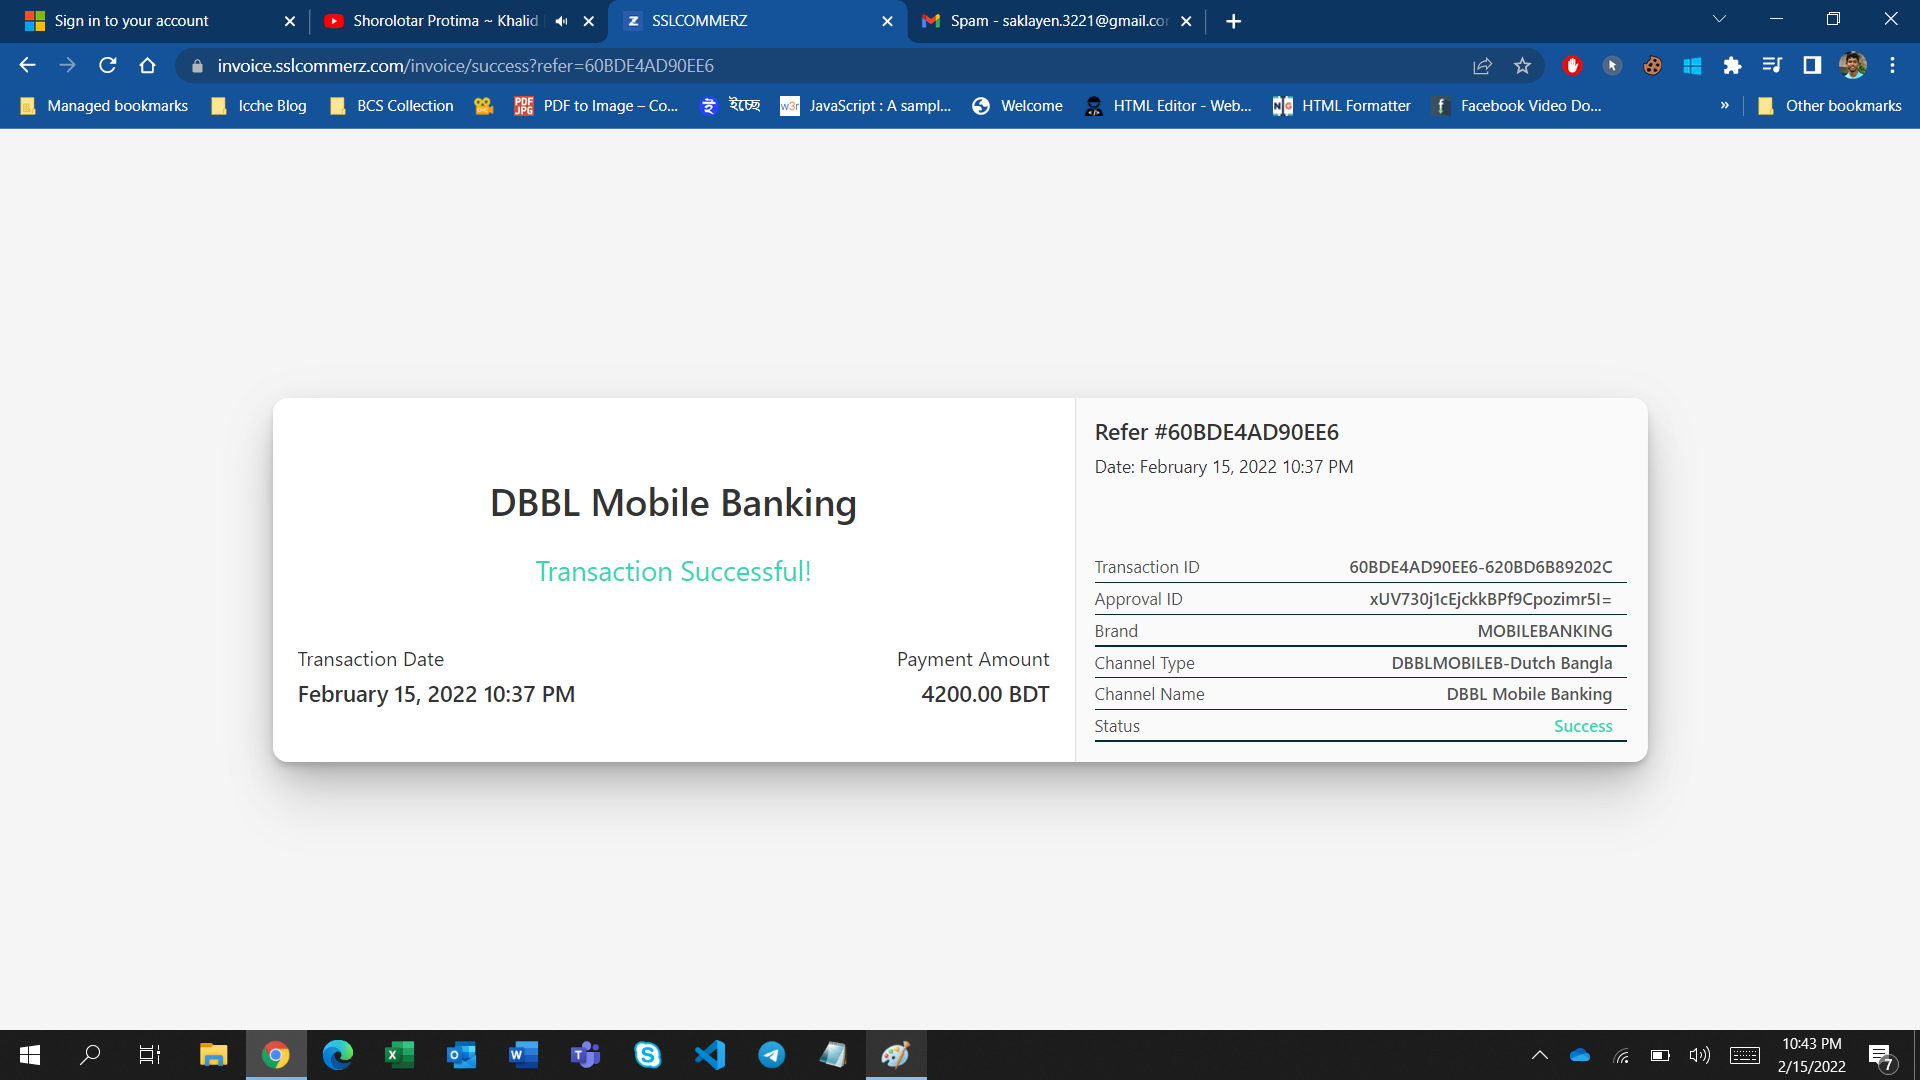 Sign in to your account
Shorolotar Protima ~ Khalid
SSLCOMMERZ
Spam - saklayen.3221@gmail.co
invoice.sslcommerz.com/invoice/success?refer=60BDE4AD90EE6
Managed bookmarks
Icche Blog
BCS Collection
PDF JPG
PDF to Image – Co...
ই
ইচ্ছে
w3r
JavaScript : A sampl...
Welcome
HTML Editor - Web...
HTML Formatter
Facebook Video Do...
»
Other bookmarks
DBBL Mobile Banking
Transaction Successful!
Transaction Date
February 15, 2022 10:37 PM
Payment Amount
4200.00 BDT
Refer #60BDE4AD90EE6
Date: February 15, 2022 10:37 PM
Transaction ID 60BDE4AD90EE6-620BD6B89202C
Approval ID xUV730j1cEjckkBPf9Cpozimr5I=
Brand MOBILEBANKING
Channel Type DBBLMOBILEB-Dutch Bangla
Channel Name DBBL Mobile Banking
Status Success
10:43 PM
2/15/2022
7